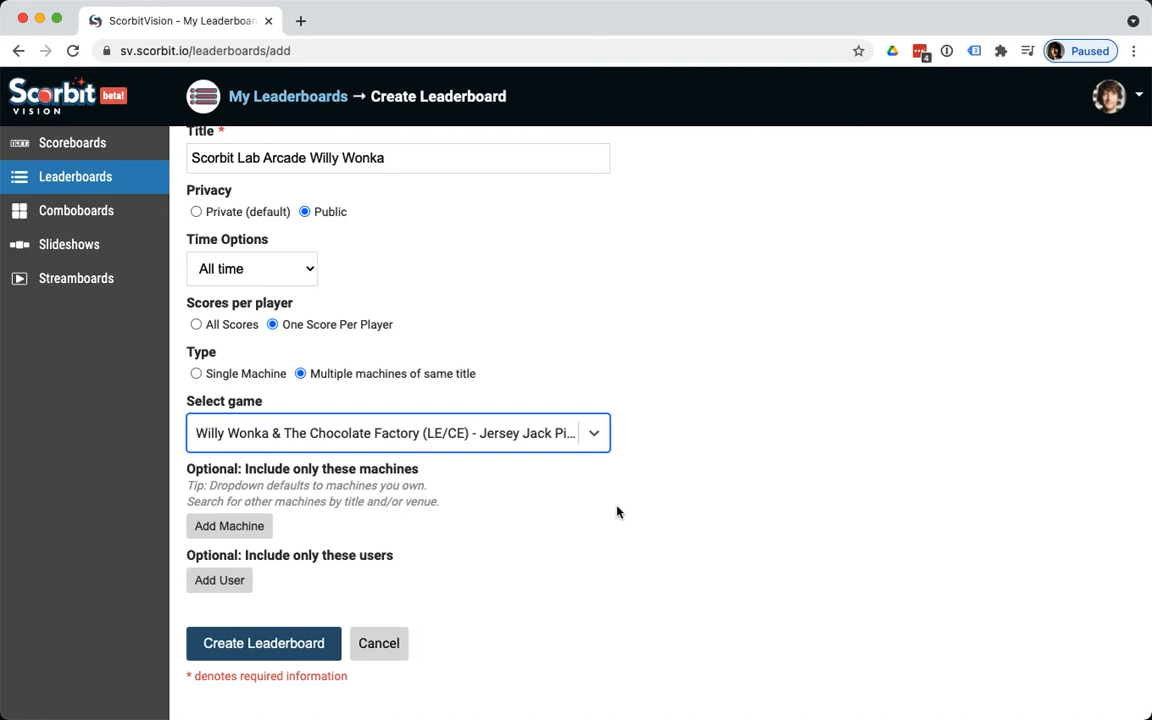 ScorbitVision - My Leaderboar
sv.scorbit.io/leaderboards/add
4
Paused
Scorbit beta!
VISION
My Leaderboards → Create Leaderboard
Scoreboards
Leaderboards
Comboboards
Slideshows
Streamboards
Title *
Scorbit Lab Arcade Willy Wonka
Privacy
Private (default) Public
Time Options
All time
Scores per player
All Scores One Score Per Player
Type
Single Machine Multiple machines of same title
Select game
Willy Wonka & The Chocolate Factory (LE/CE) - Jersey Jack Pi...
Optional: Include only these machines
Tip: Dropdown defaults to machines you own.
Search for other machines by title and/or venue.
Add Machine
Optional: Include only these users
Add User
Create Leaderboard Cancel
* denotes required information